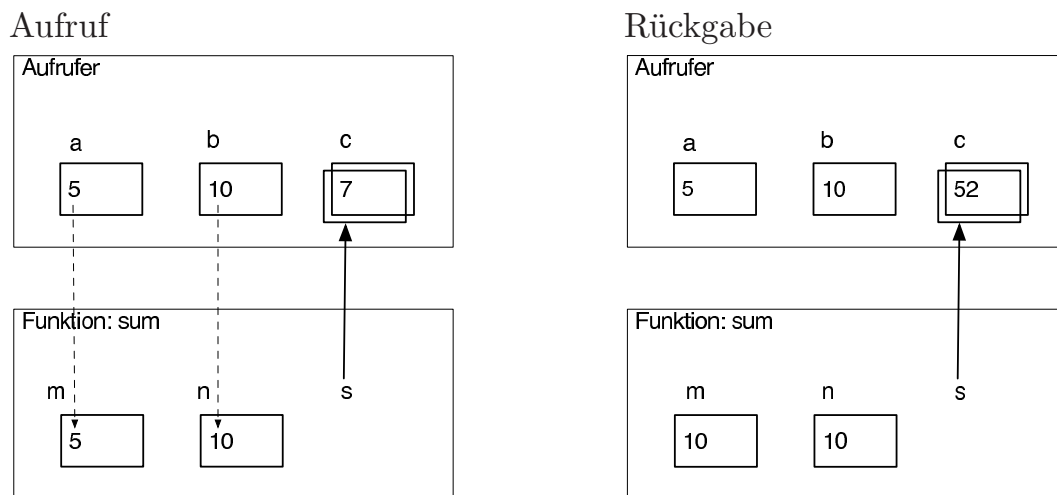 Aufruf
Aufrufer
a b c
5 10 7
Funktion: sum
m n s
5 10
Rückgabe
Aufrufer
a b c
5 10 52
Funktion: sum
m n s
10 10